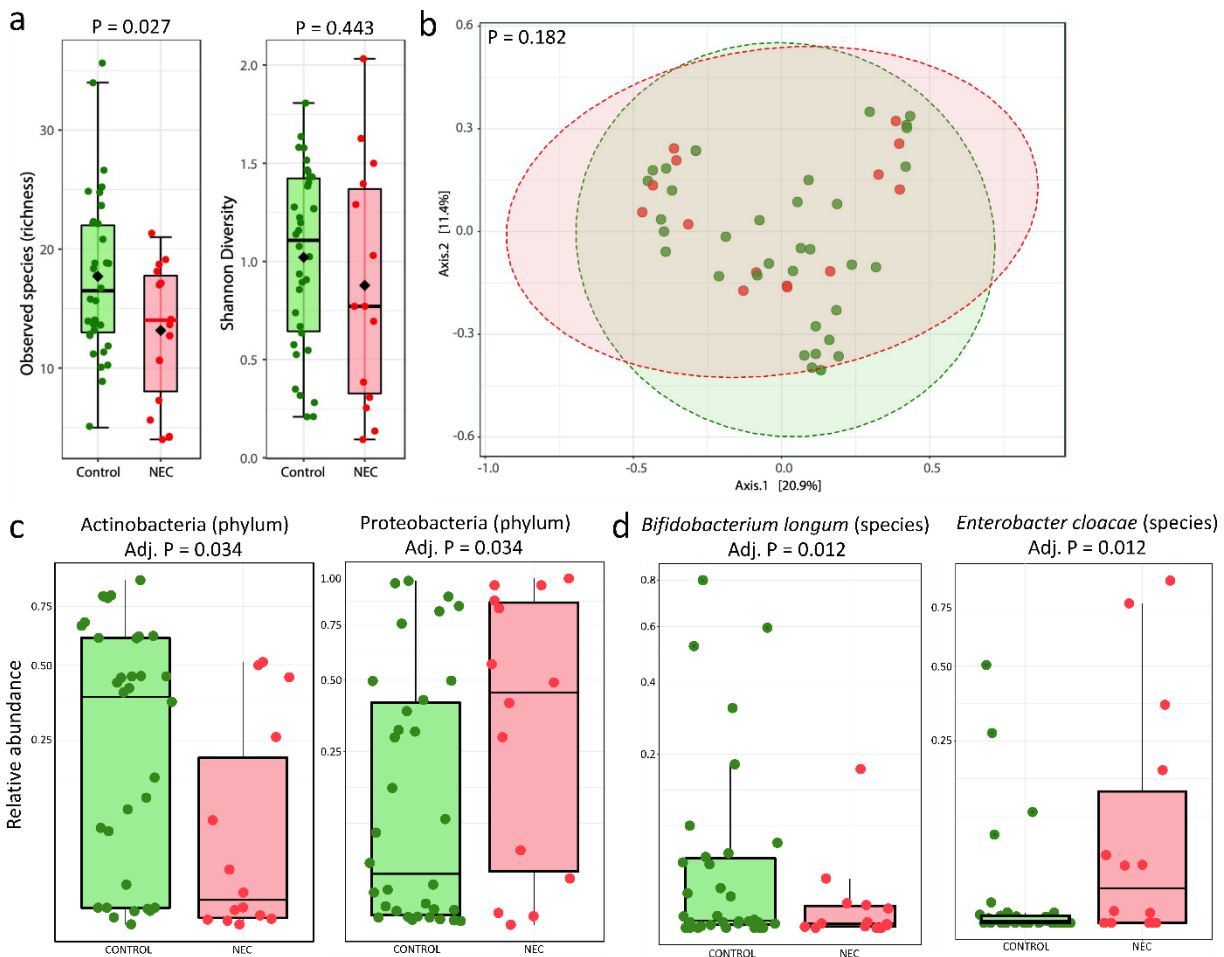 a
P = 0.027
P = 0.443
Observed species (richness)
30
20
10
Control
NEC
Shannon Diversity
2.0
1.5
1.0
0.5
0.0
Control
NEC
b
P = 0.182
Axis.2 [11.4%]
0.6
0.3
0.0
-0.3
-0.6
-1.0
-0.5
0.0
0.5
Axis.1 [20.9%]
c
Relative abundance
Actinobacteria (phylum)
Adj. P = 0.034
0.75
0.50
0.25
CONTROL
NEC
Proteobacteria (phylum)
Adj. P = 0.034
1.00
0.75
0.50
0.25
CONTROL
NEC
d
Bifidobacterium longum (species)
Adj. P = 0.012
0.8
0.6
0.4
0.2
CONTROL
NEC
Enterobacter cloacae (species)
Adj. P = 0.012
0.75
0.50
0.25
CONTROL
NEC